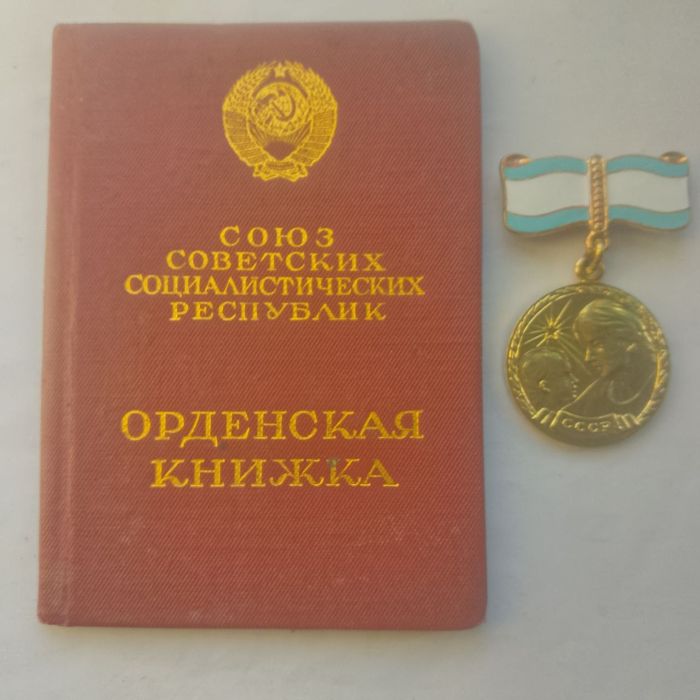 СОЮЗ
СОВЕТСКИХ
СОЦИАЛИСТИЧЕСКИХ
РЕСПУБЛИК
ОРДЕНСКАЯ
КНИЖКА
СССР